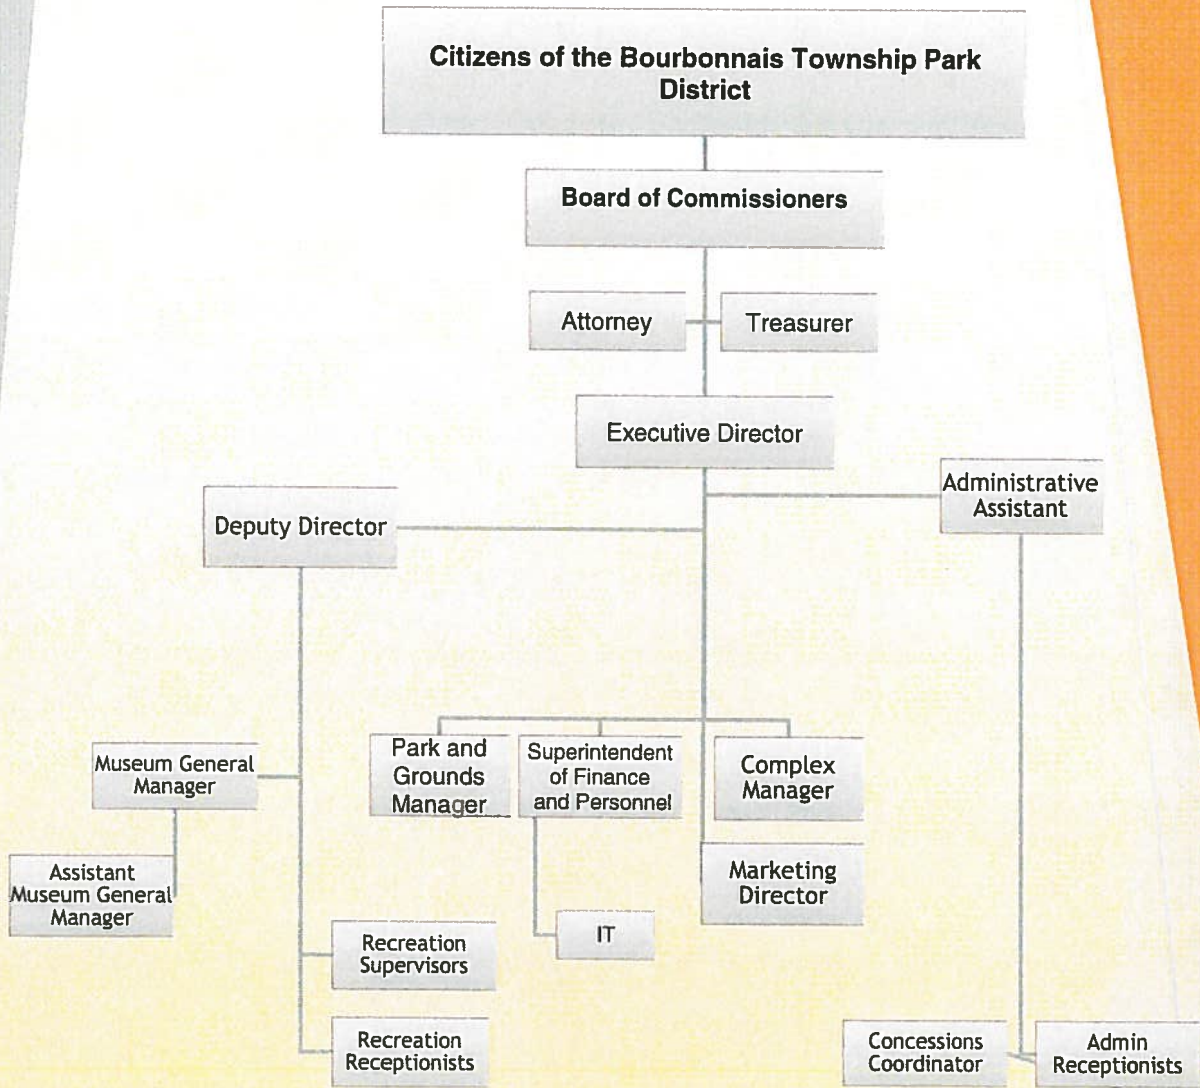 Citizens of the Bourbonnais Township Park
District
Board of Commissioners
Attorney
Treasurer
Executive Director
Administrative
Assistant
Deputy Director
Park and
Grounds
Manager
Superintendent
of Finance
and Personnel
Complex
Manager
Museum General
Manager
Marketing
Director
Assistant
Museum General
Manager
IT
Recreation
Supervisors
Recreation
Receptionists
Concessions
Coordinator
Admin
Receptionists